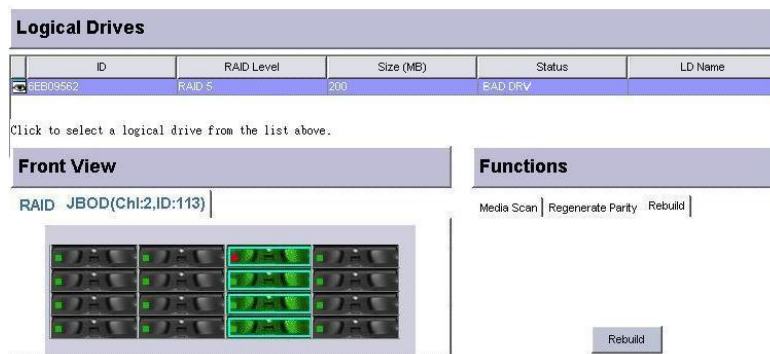 Logical Drives
ID RAID Level Size (MB) Status LD Name
6EB09562 RAID 5 200 BAD DRV
Click to select a logical drive from the list above.
Front View
Functions
RAID JBOD(Chl:2,ID:113)
Media Scan Regenerate Parity Rebuild
Rebuild